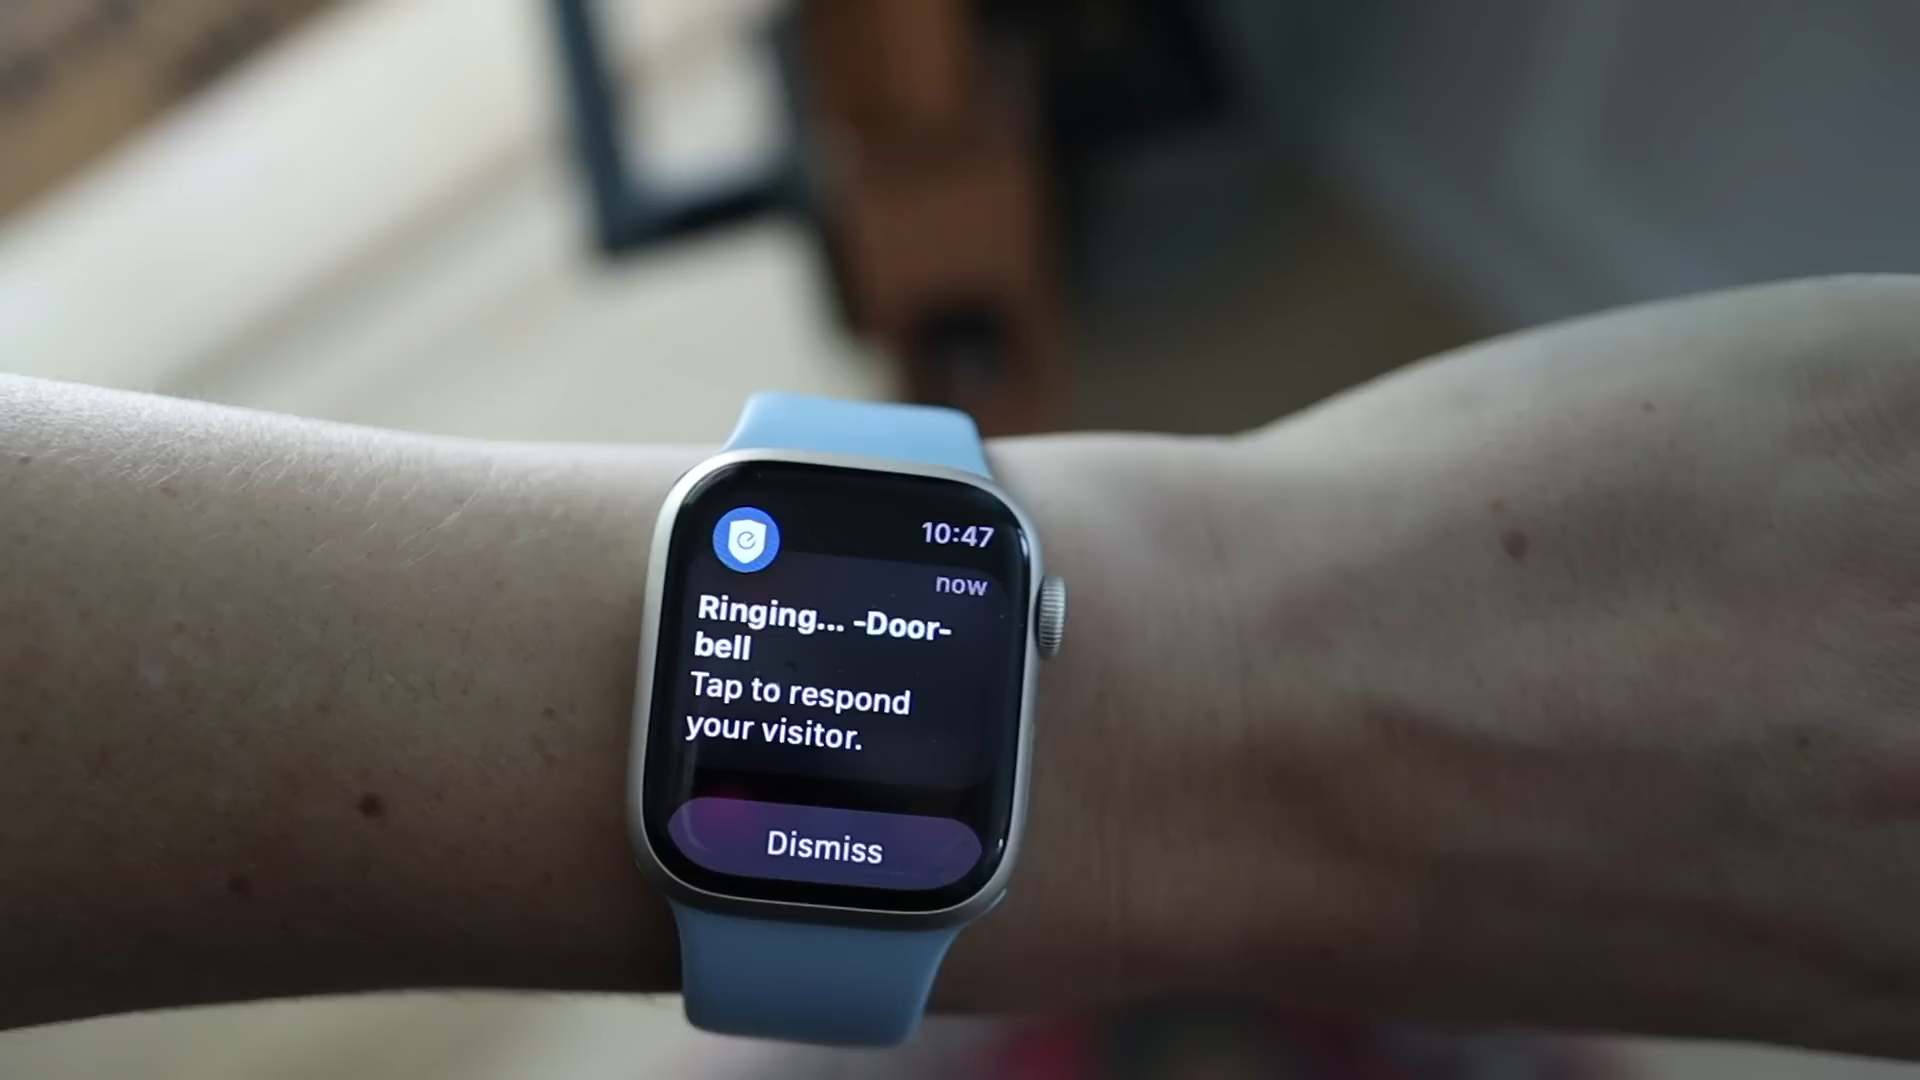 10:47
now
Ringing... -Door-
bell
Tap to respond
your visitor.
Dismiss